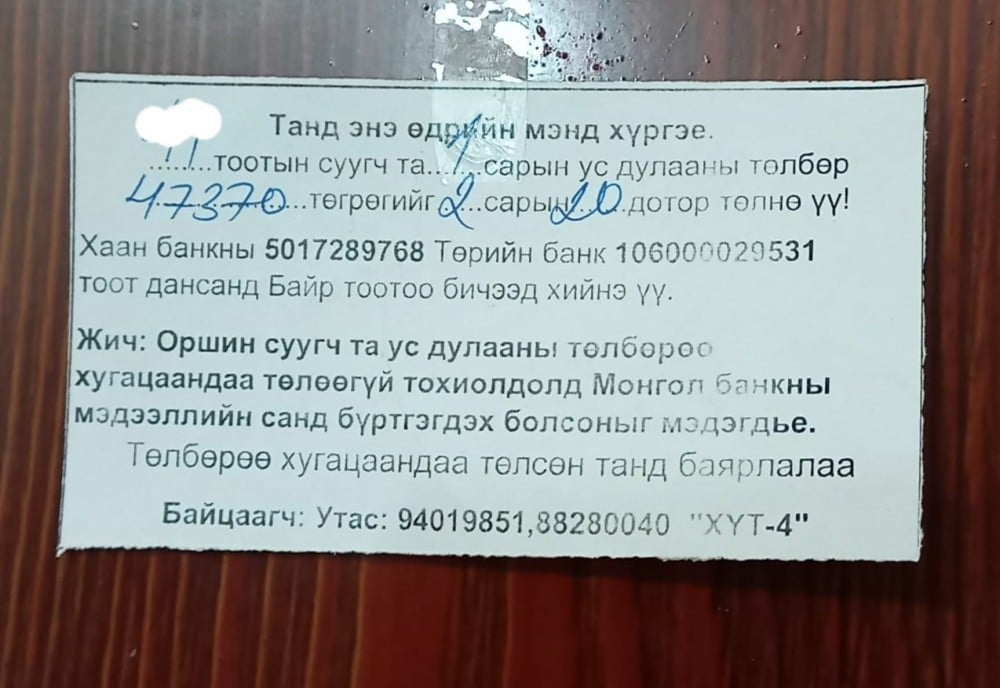 Танд энэ өдрийн мэнд хүргэе.
.......тоотын суугч та..1...сарын ус дулааны төлбөр
47370...төгрөгийг 2...сарын 20.дотор төлнө үү!
Хаан банкны 5017289768 Төрийн банк 106000029531
тоот дансанд Байр тоотоо бичээд хийнэ үү.
Жич: Оршин суугч та ус дулааны төлбөрөө
хугацаандаа төлөөгүй тохиолдолд Монгол банкны
мэдээллийн санд бүртгэгдэх болсоныг мэдэгдье.
Төлбөрөө хугацаандаа төлсөн танд баярлалаа
Байцаагч: Утас: 94019851,88280040 "ХҮТ-4"